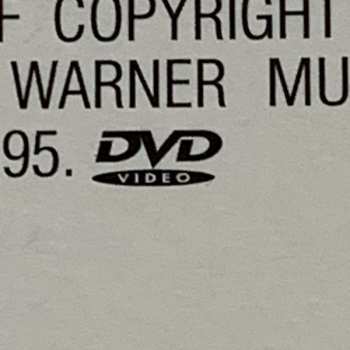 F COPYRIGHT
WARNER MU
95. DVD
VIDEO